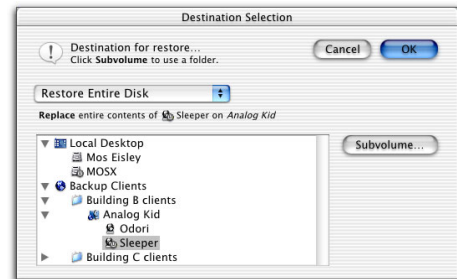 Destination Selection
Destination for restore...
Click Subvolume to use a folder.
Cancel
OK
Restore Entire Disk
Replace entire contents of Sleeper on Analog Kid
Local Desktop
Mos Eisley
MOSX
Backup Clients
Building B clients
Analog Kid
Odori
Sleeper
Building C clients
Subvolume...